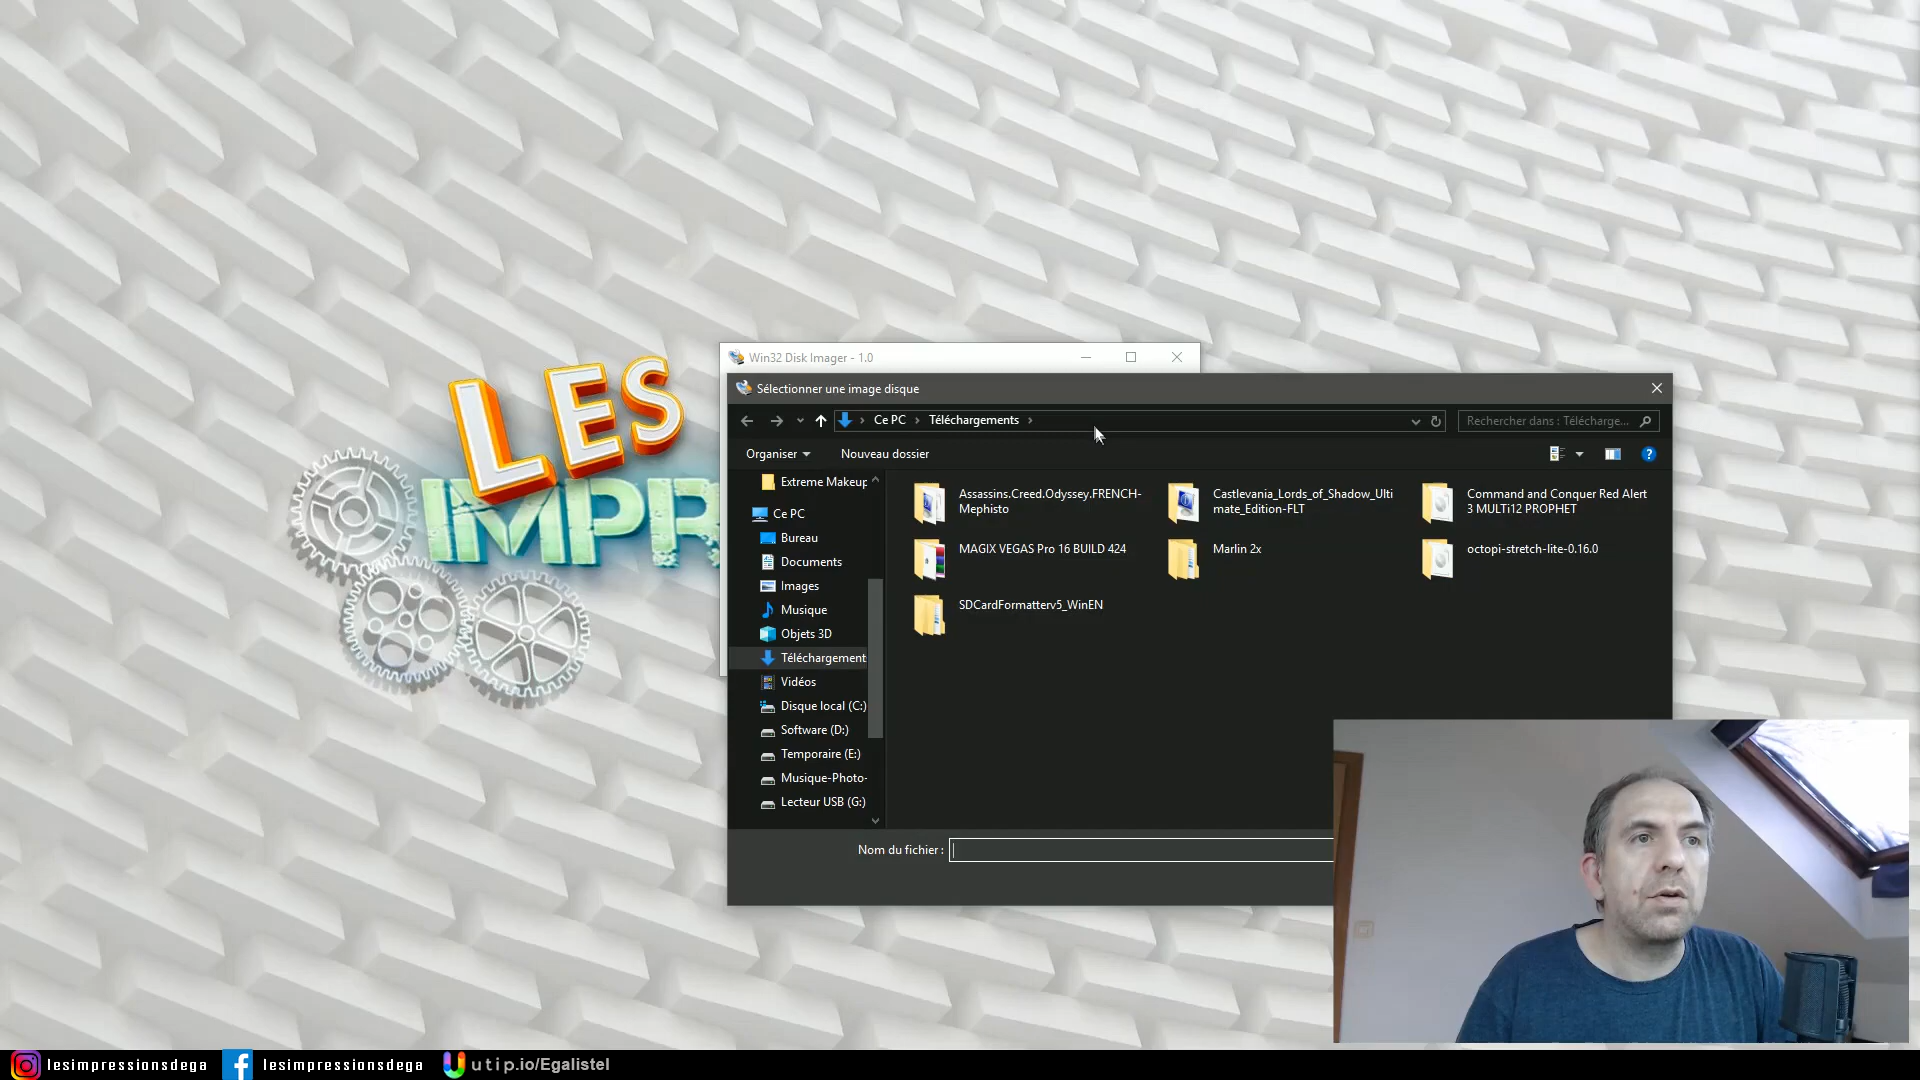 LES
IMPR
Win32 Disk Imager - 1.0
Sélectionner une image disque
Ce PC
Téléchargements
Rechercher dans : Télécharge...
Organiser
Nouveau dossier
Extreme Makeup
Ce PC
Bureau
Documents
Images
Musique
Objets 3D
Téléchargement
Vidéos
Disque local (C:)
Software (D:)
Temporaire (E:)
Musique-Photo-
Lecteur USB (G:)
Assassins.Creed.Odyssey.FRENCH-
Mephisto
Castlevania_Lords_of_Shadow_Ulti
mate_Edition-FLT
Command and Conquer Red Alert
3 MULTi12 PROPHET
MAGIX VEGAS Pro 16 BUILD 424
Marlin 2x
octopi-stretch-lite-0.16.0
SDCardFormatterv5_WinEN
Nom du fichier :
lesimpressionsdega
lesimpressionsdega
utip.io/Egalistel